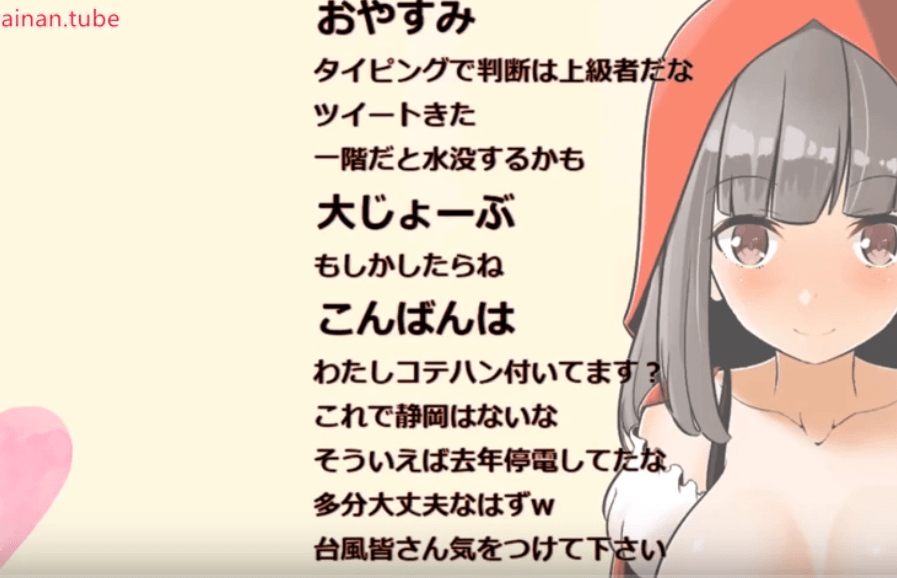 ainan.tube
おやすみ
タイピングで判断は上級者だな
ツイートきた
一階だと水没するかも
大じょーぶ
もしかしたらね
こんばんは
わたしコテハン付いてます？
これで静岡はないな
そういえば去年停電してたな
多分大丈夫なはずｗ
台風皆さん気をつけて下さい